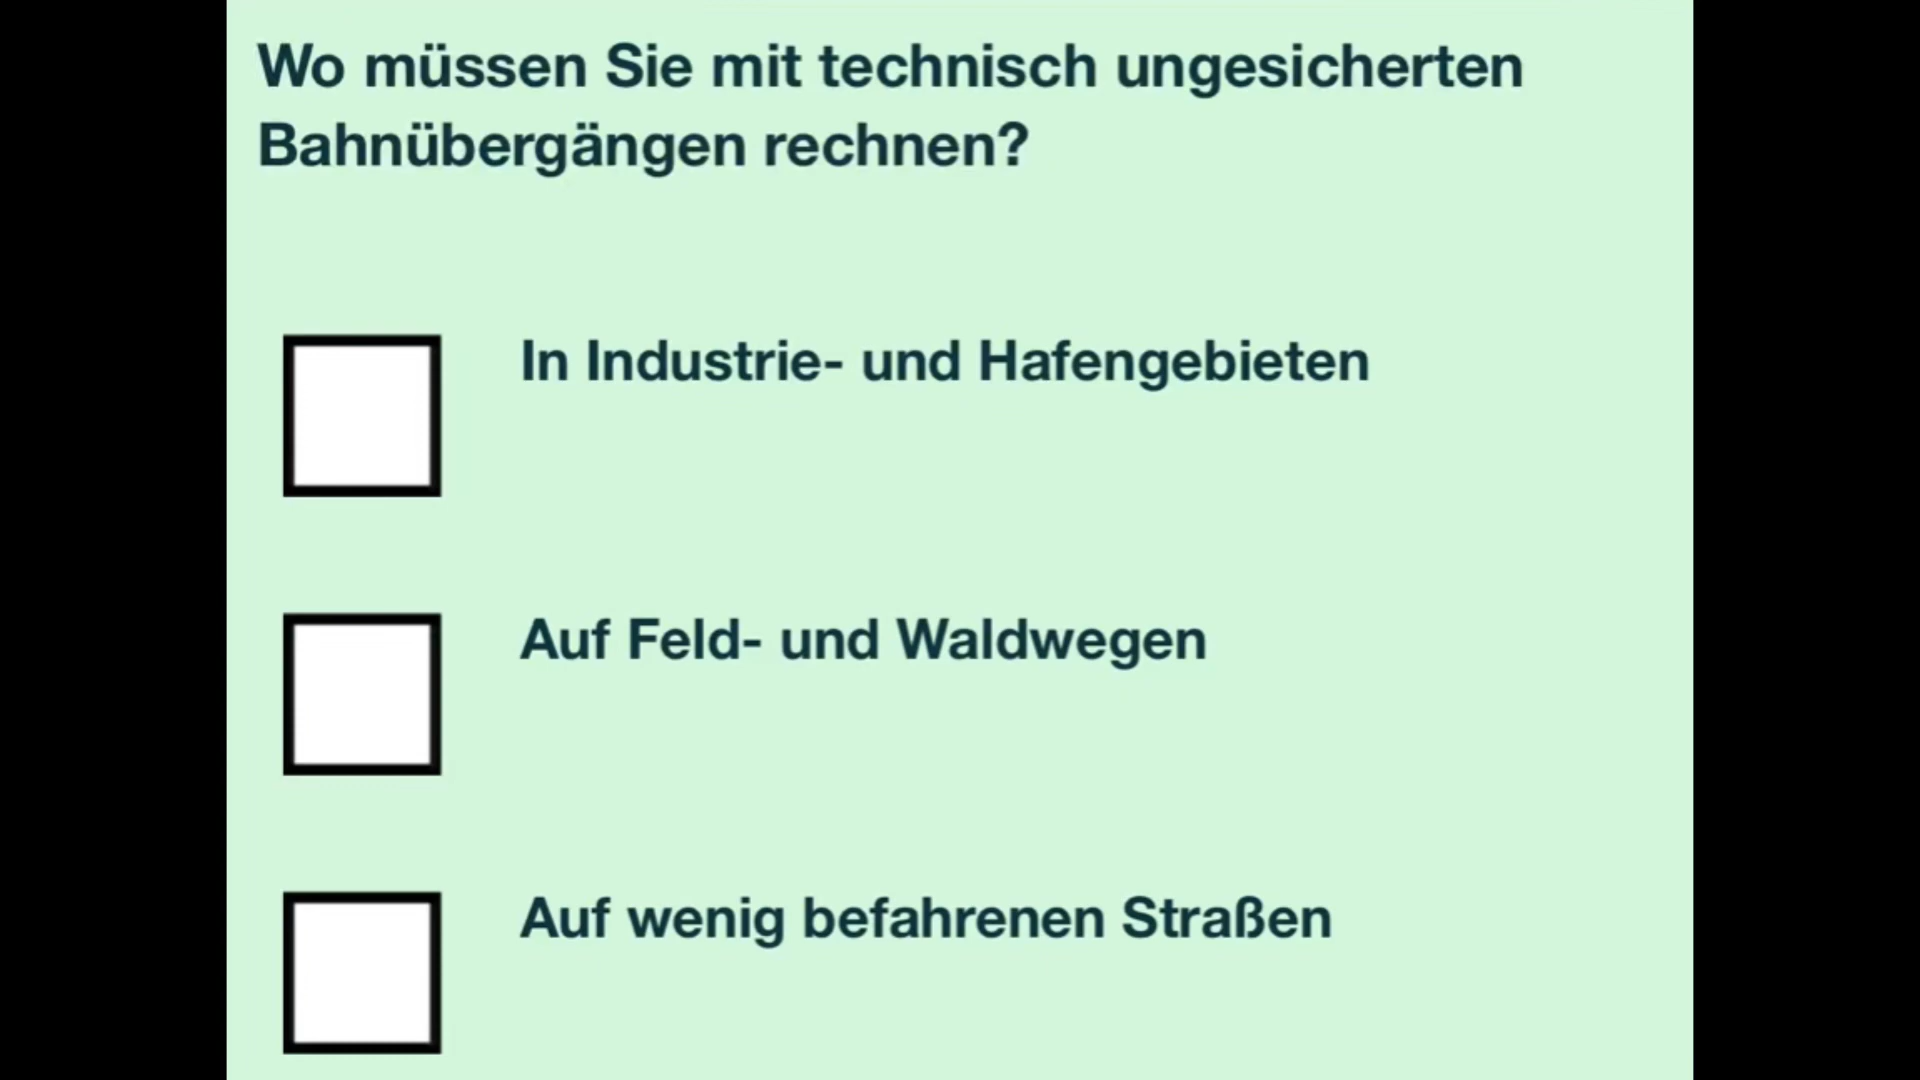 Wo müssen Sie mit technisch ungesicherten
Bahnübergängen rechnen?
In Industrie- und Hafengebieten
Auf Feld- und Waldwegen
Auf wenig befahrenen Straßen